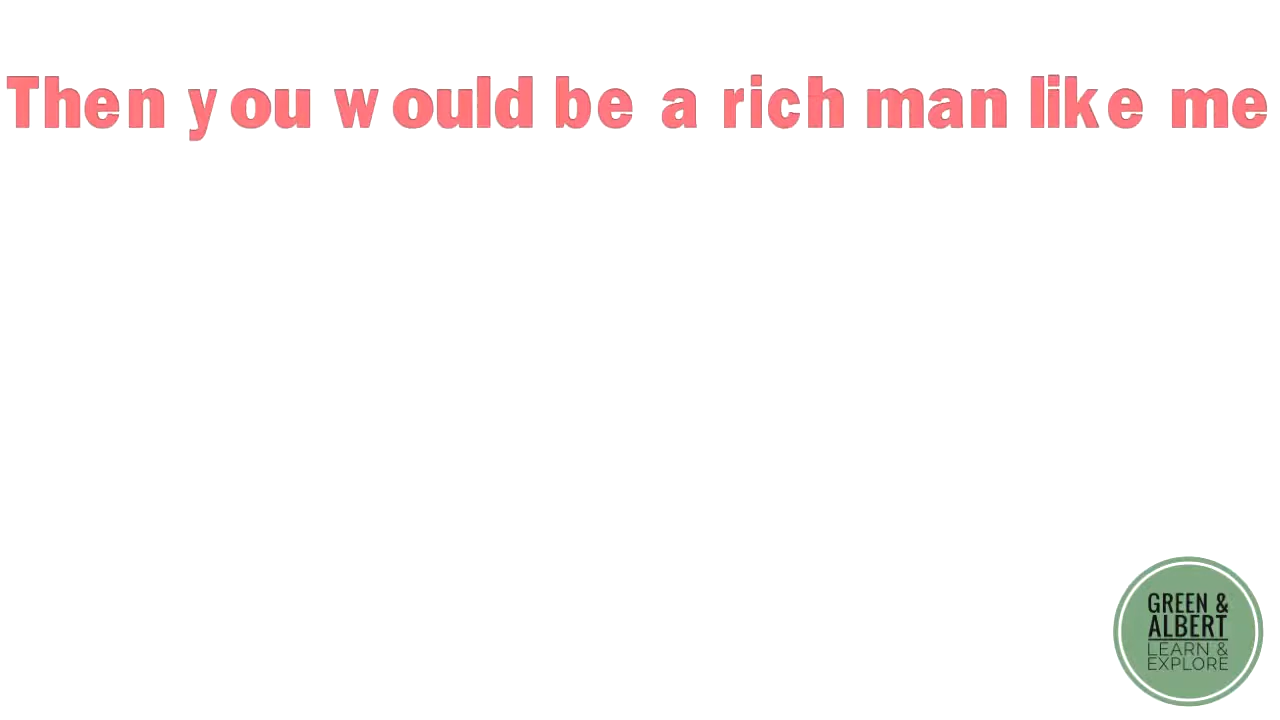 Then you would be a rich man like me
GREEN &
ALBERT
LEARN &
EXPLORE